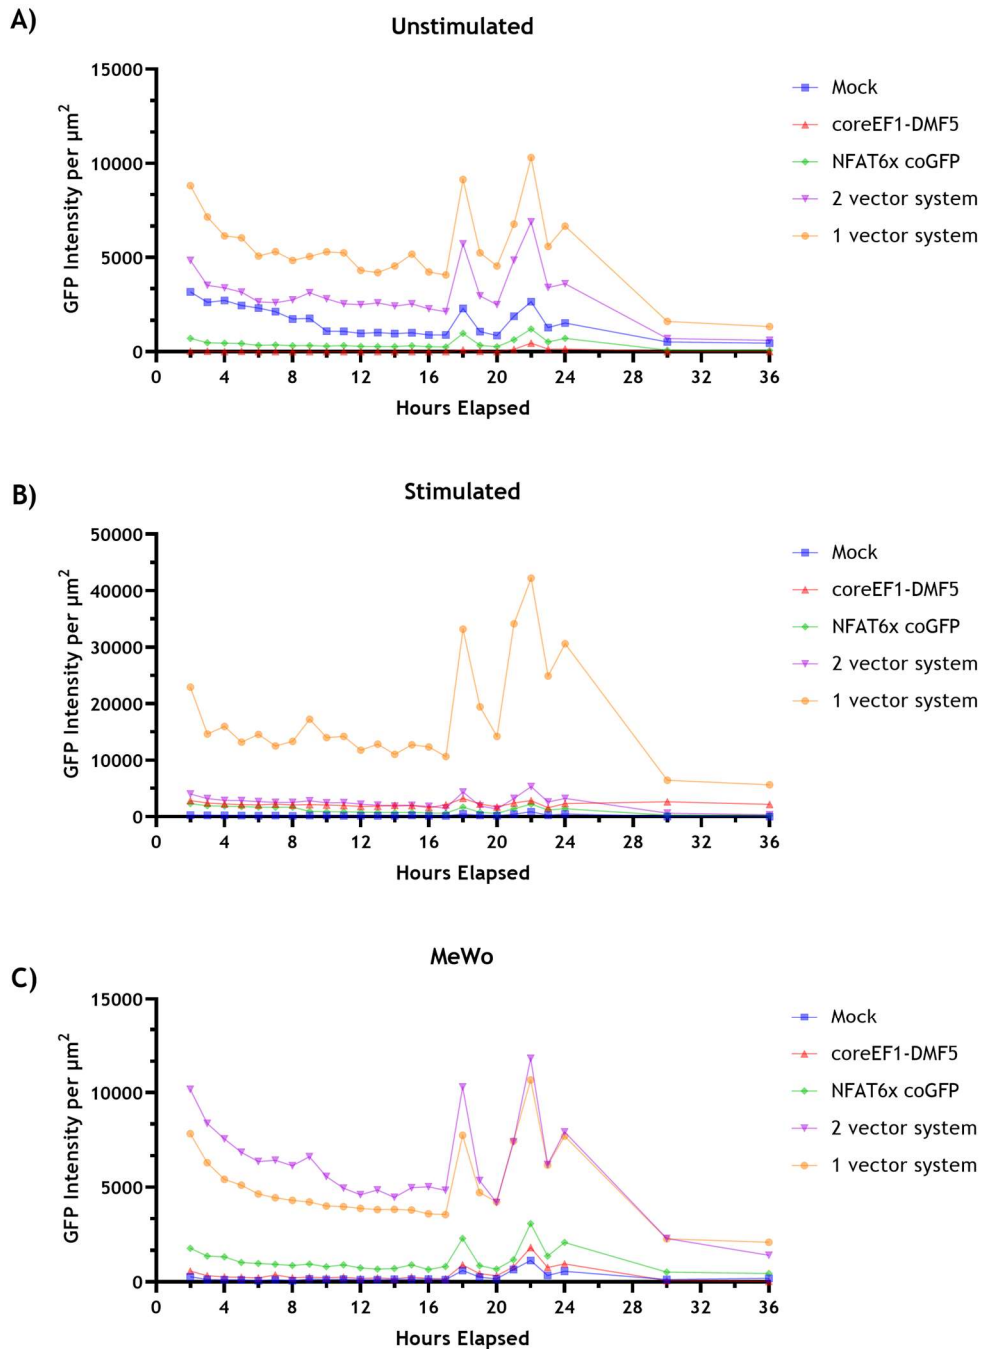 A)
Unstimulated
GFP Intensity per µm²
15000
10000
5000
0
0 4 8 12 16 20 24 28 32 36
Hours Elapsed
Mock
coreEF1-DMF5
NFAT6x coGFP
2 vector system
1 vector system
B)
Stimulated
GFP Intensity per µm²
50000
40000
30000
20000
10000
0
0 4 8 12 16 20 24 28 32 36
Hours Elapsed
Mock
coreEF1-DMF5
NFAT6x coGFP
2 vector system
1 vector system
C)
MeWo
GFP Intensity per µm²
15000
10000
5000
0
0 4 8 12 16 20 24 28 32 36
Hours Elapsed
Mock
coreEF1-DMF5
NFAT6x coGFP
2 vector system
1 vector system